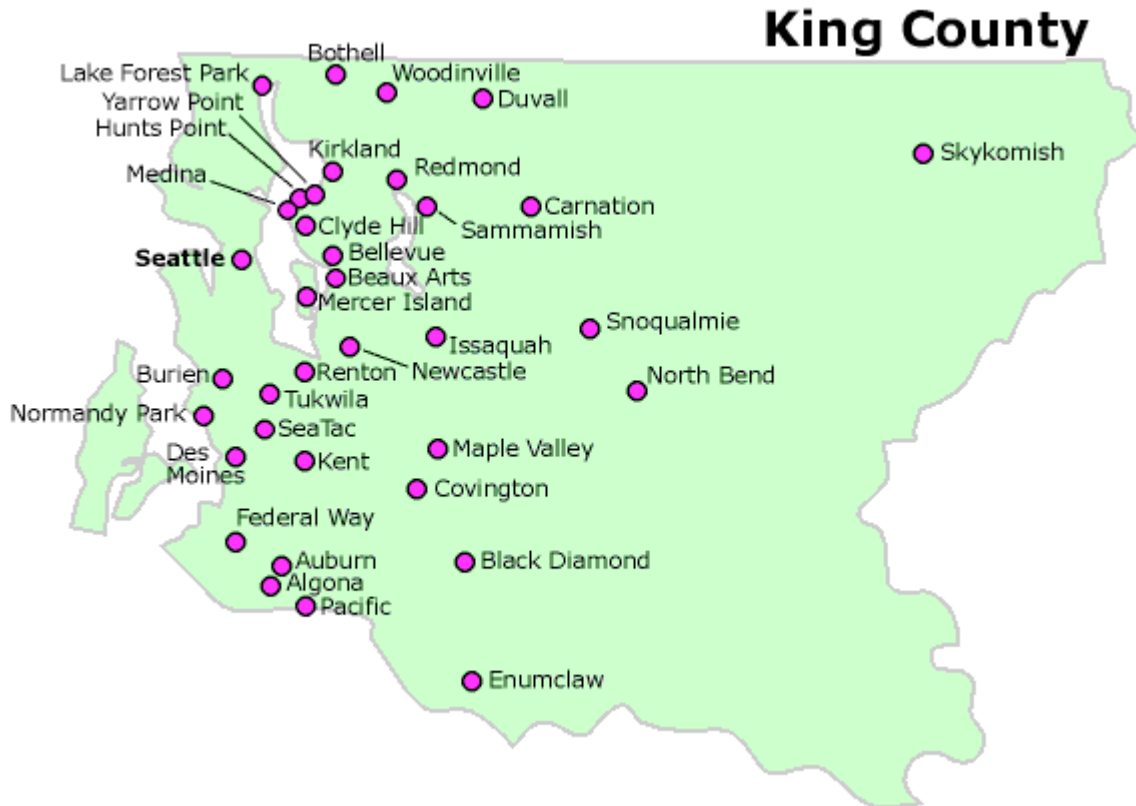 King County
Bothell
Lake Forest Park
Woodinville
Yarrow Point
Duvall
Hunts Point
Kirkland
Skykomish
Medina
Redmond
Carnation
Clyde Hill
Sammamish
Seattle
Bellevue
Beaux Arts
Mercer Island
Snoqualmie
Issaquah
Newcastle
Renton
Burien
North Bend
Tukwila
Normandy Park
SeaTac
Maple Valley
Des
Moines
Kent
Covington
Federal Way
Auburn
Black Diamond
Algona
Pacific
Enumclaw